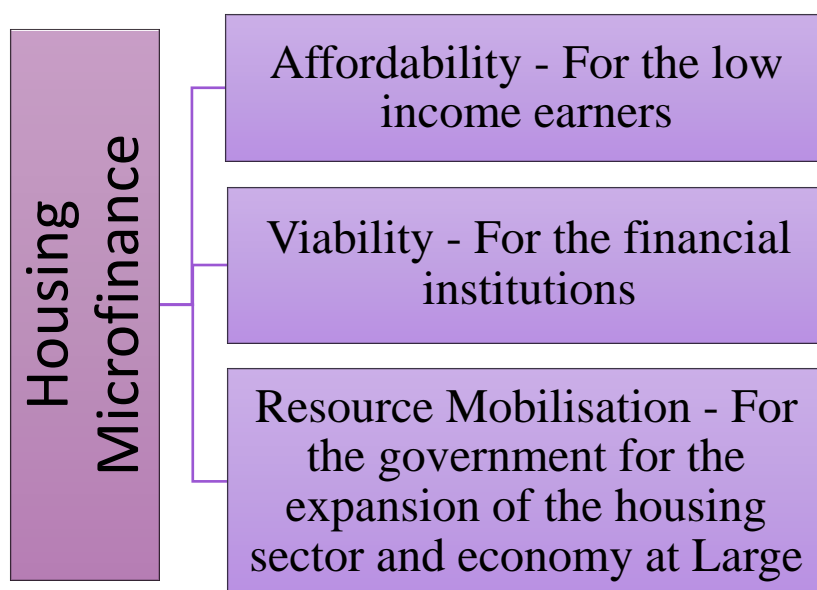 Housing
Microfinance
Affordability - For the low
income earners
Viability - For the financial
institutions
Resource Mobilisation - For
the government for the
expansion of the housing
sector and economy at Large